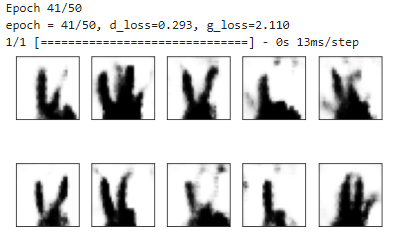 Epoch 41/50
epoch = 41/50, d_loss=0.293, g_loss=2.110
1/1 [==============================] - 0s 13ms/step